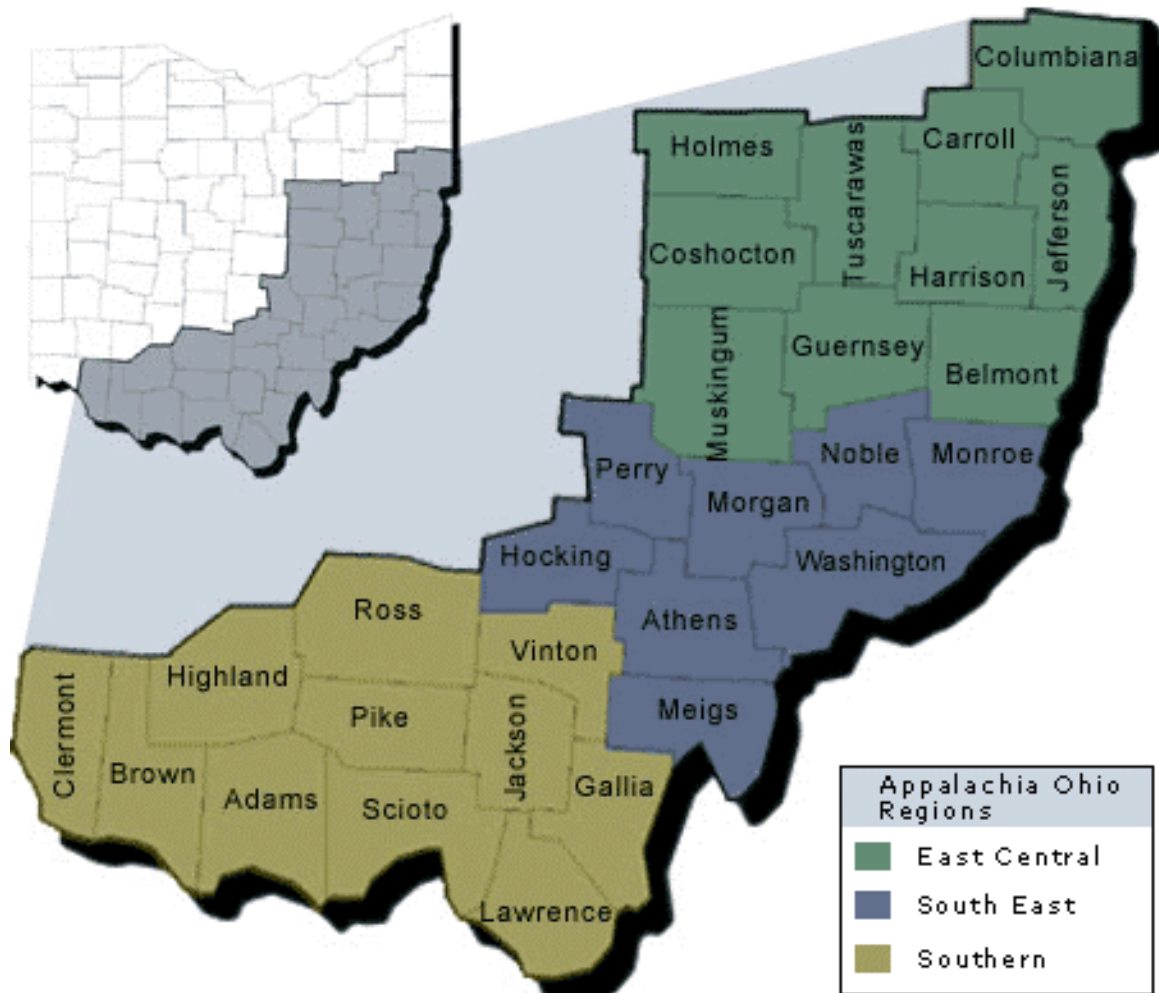 Columbiana
Carroll
Holmes
Tuscarawas
Jefferson
Coshocton
Harrison
Muskingum
Guernsey
Belmont
Perry
Noble
Monroe
Morgan
Hocking
Washington
Ross
Athens
Vinton
Highland
Clermont
Pike
Meigs
Jackson
Brown
Gallia
Adams
Scioto
Lawrence
Appalachia Ohio
Regions
East Central
South East
Southern